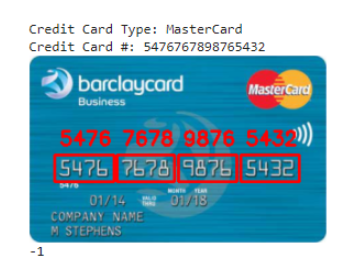 Credit Card Type: MasterCard
Credit Card #: 5476767898765432
barclaycard
Business
MasterCard
5476 7678 9876 5432
5476 7678 9876 5432
5476
MONTH YEAR
01/14 VALID THRU 01/18
COMPANY NAME
M STEPHENS
-1